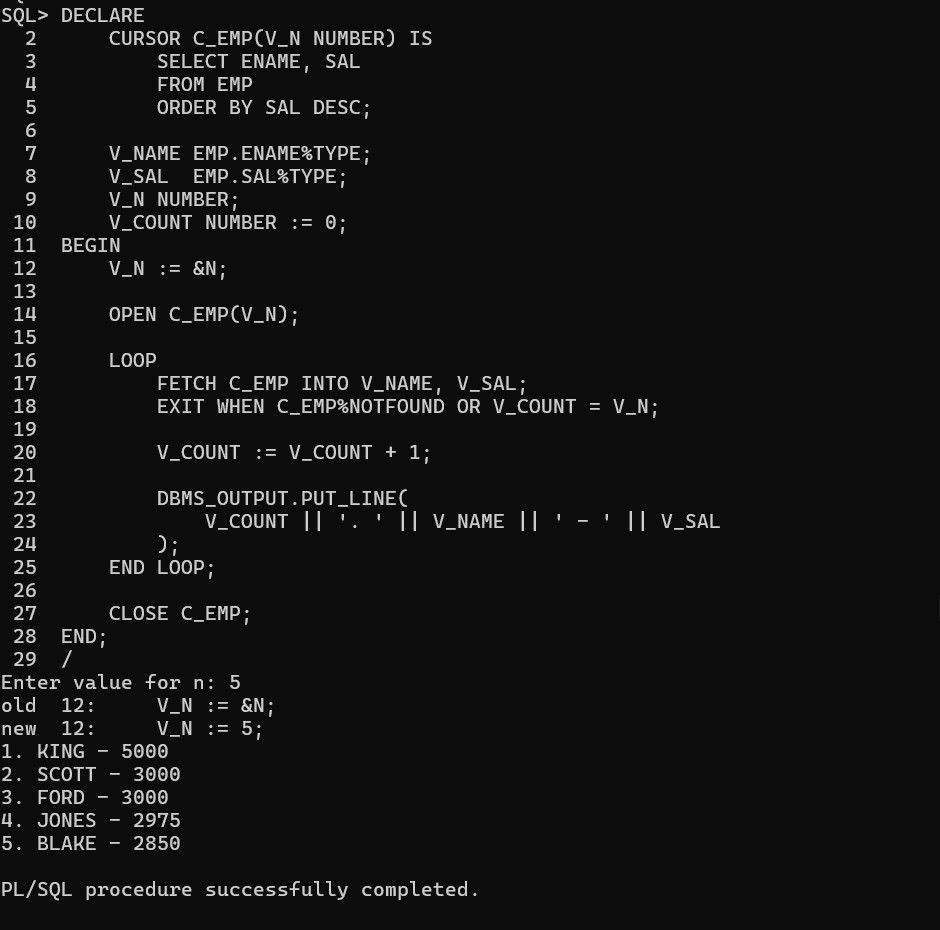 SQL> DECLARE
  2      CURSOR C_EMP(V_N NUMBER) IS
  3          SELECT ENAME, SAL
  4          FROM EMP
  5          ORDER BY SAL DESC;
  6
  7      V_NAME EMP.ENAME%TYPE;
  8      V_SAL  EMP.SAL%TYPE;
  9      V_N NUMBER;
 10      V_COUNT NUMBER := 0;
 11  BEGIN
 12      V_N := &N;
 13
 14      OPEN C_EMP(V_N);
 15
 16      LOOP
 17          FETCH C_EMP INTO V_NAME, V_SAL;
 18          EXIT WHEN C_EMP%NOTFOUND OR V_COUNT = V_N;
 19
 20          V_COUNT := V_COUNT + 1;
 21
 22          DBMS_OUTPUT.PUT_LINE(
 23              V_COUNT || '. ' || V_NAME || ' - ' || V_SAL
 24          );
 25      END LOOP;
 26
 27      CLOSE C_EMP;
 28  END;
 29  /
Enter value for n: 5
old  12:     V_N := &N;
new  12:     V_N := 5;
1. KING - 5000
2. SCOTT - 3000
3. FORD - 3000
4. JONES - 2975
5. BLAKE - 2850

PL/SQL procedure successfully completed.